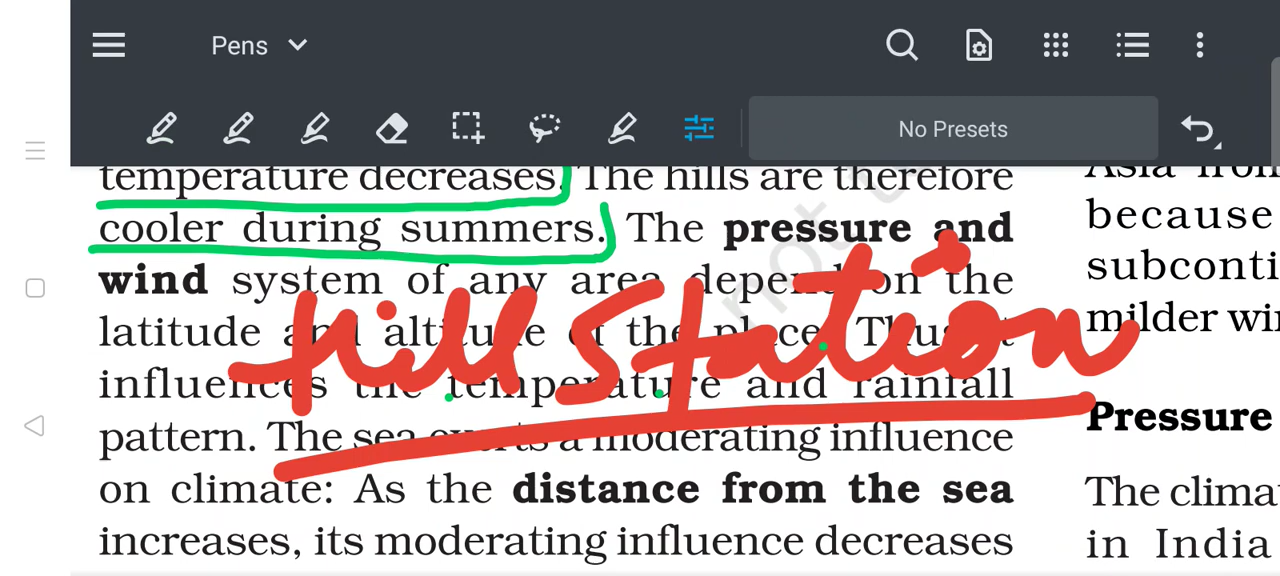 Pens
No Presets
temperature decreases. The hills are therefore
cooler during summers. The pressure and
wind system of any area depend on the
latitude and altitude of the place. Thus it
influences the temperature and rainfall
pattern. The sea exerts a moderating influence
on climate: As the distance from the sea
increases, its moderating influence decreases
Hill Station
not
Asia from
because
subconti
milder wi
Pressure
The clima
in India